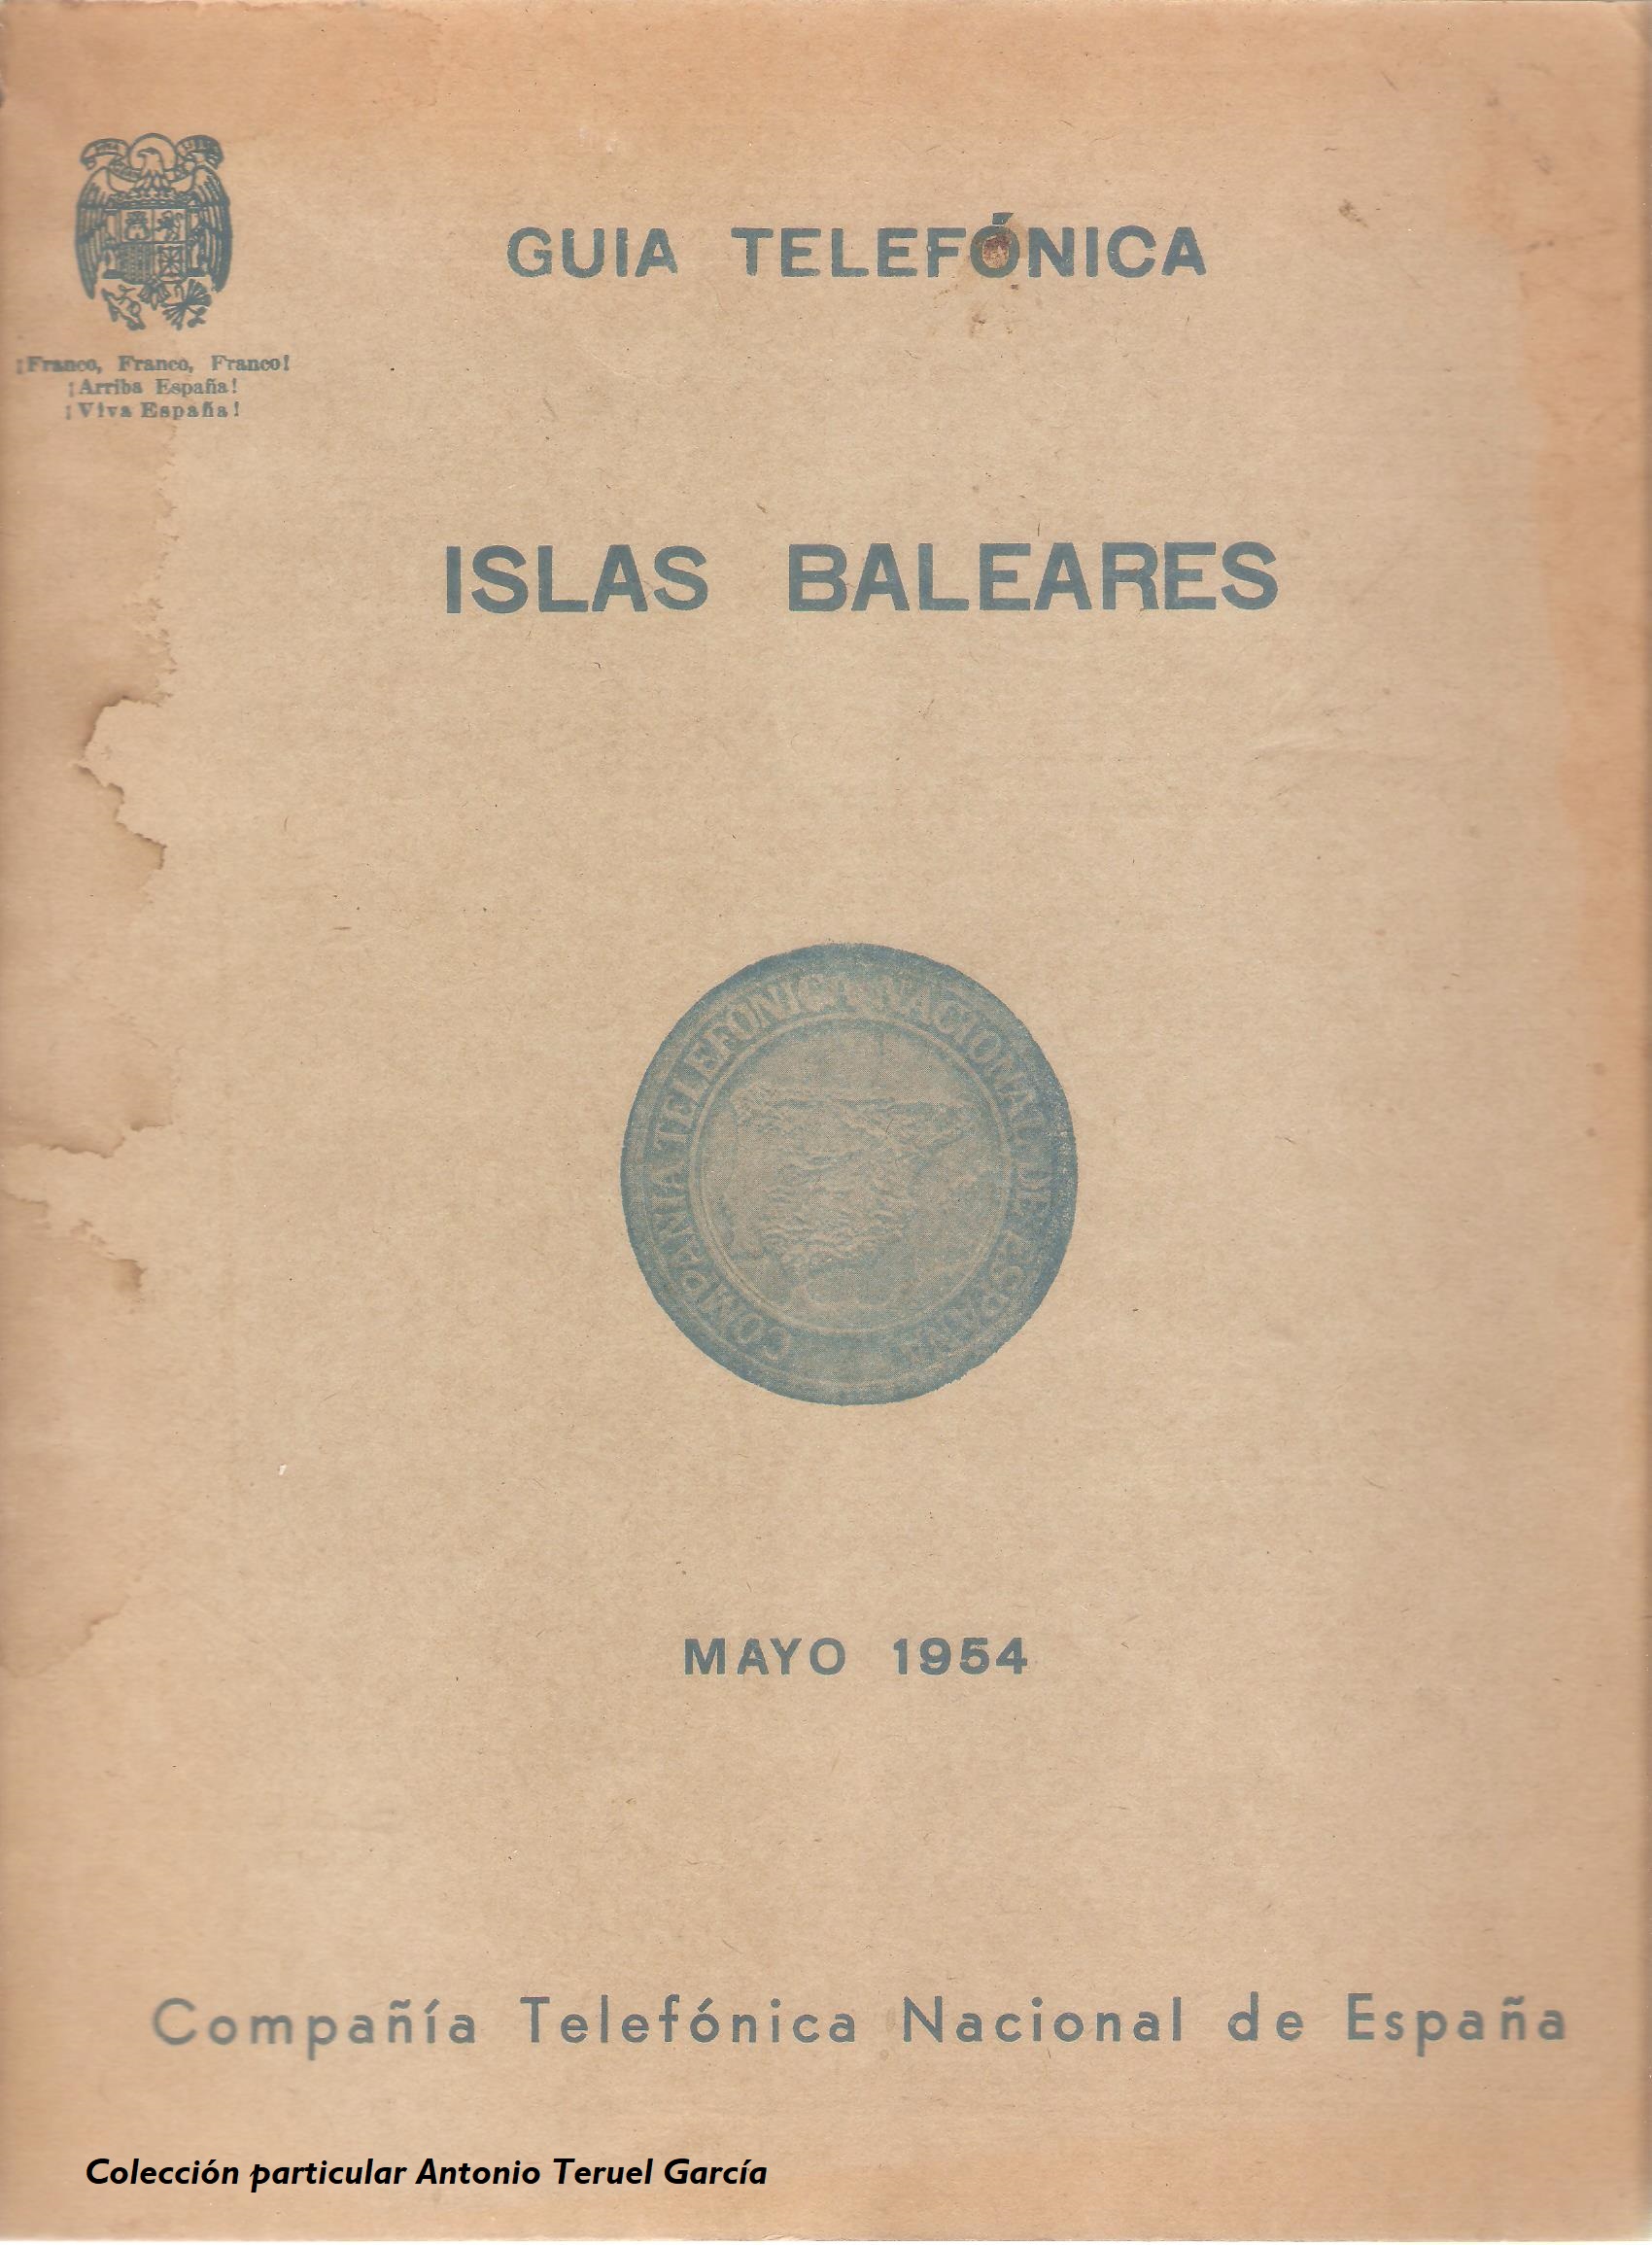 GUIA TELEFÓNICA
¡Franco, Franco, Franco!
¡Arriba España!
¡Viva España!
ISLAS BALEARES
COMPAÑIA TELEFONICA NACIONAL DE ESPAÑA
MAYO 1954
Compañía Telefónica Nacional de España
Colección particular Antonio Teruel García